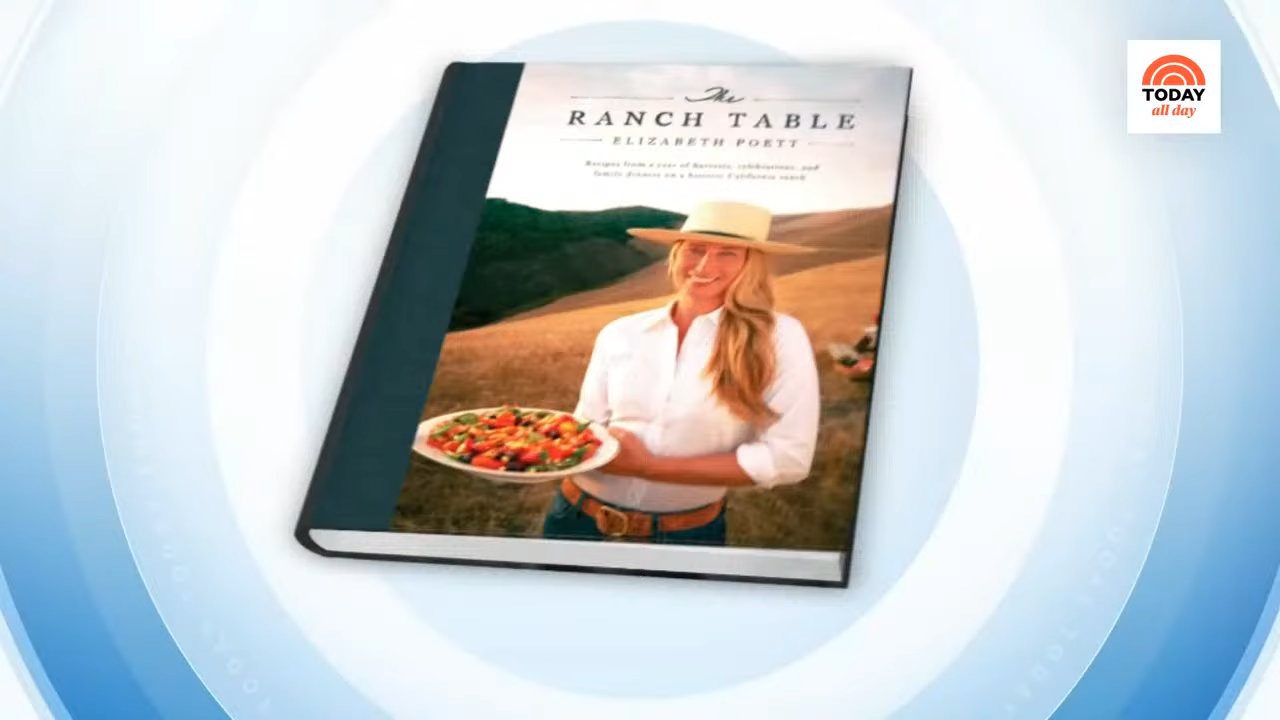 The
RANCH TABLE
ELIZABETH POETT
Recipes from a year of harvests, celebrations, and
family dinners on a historic California ranch
TODAY
all day